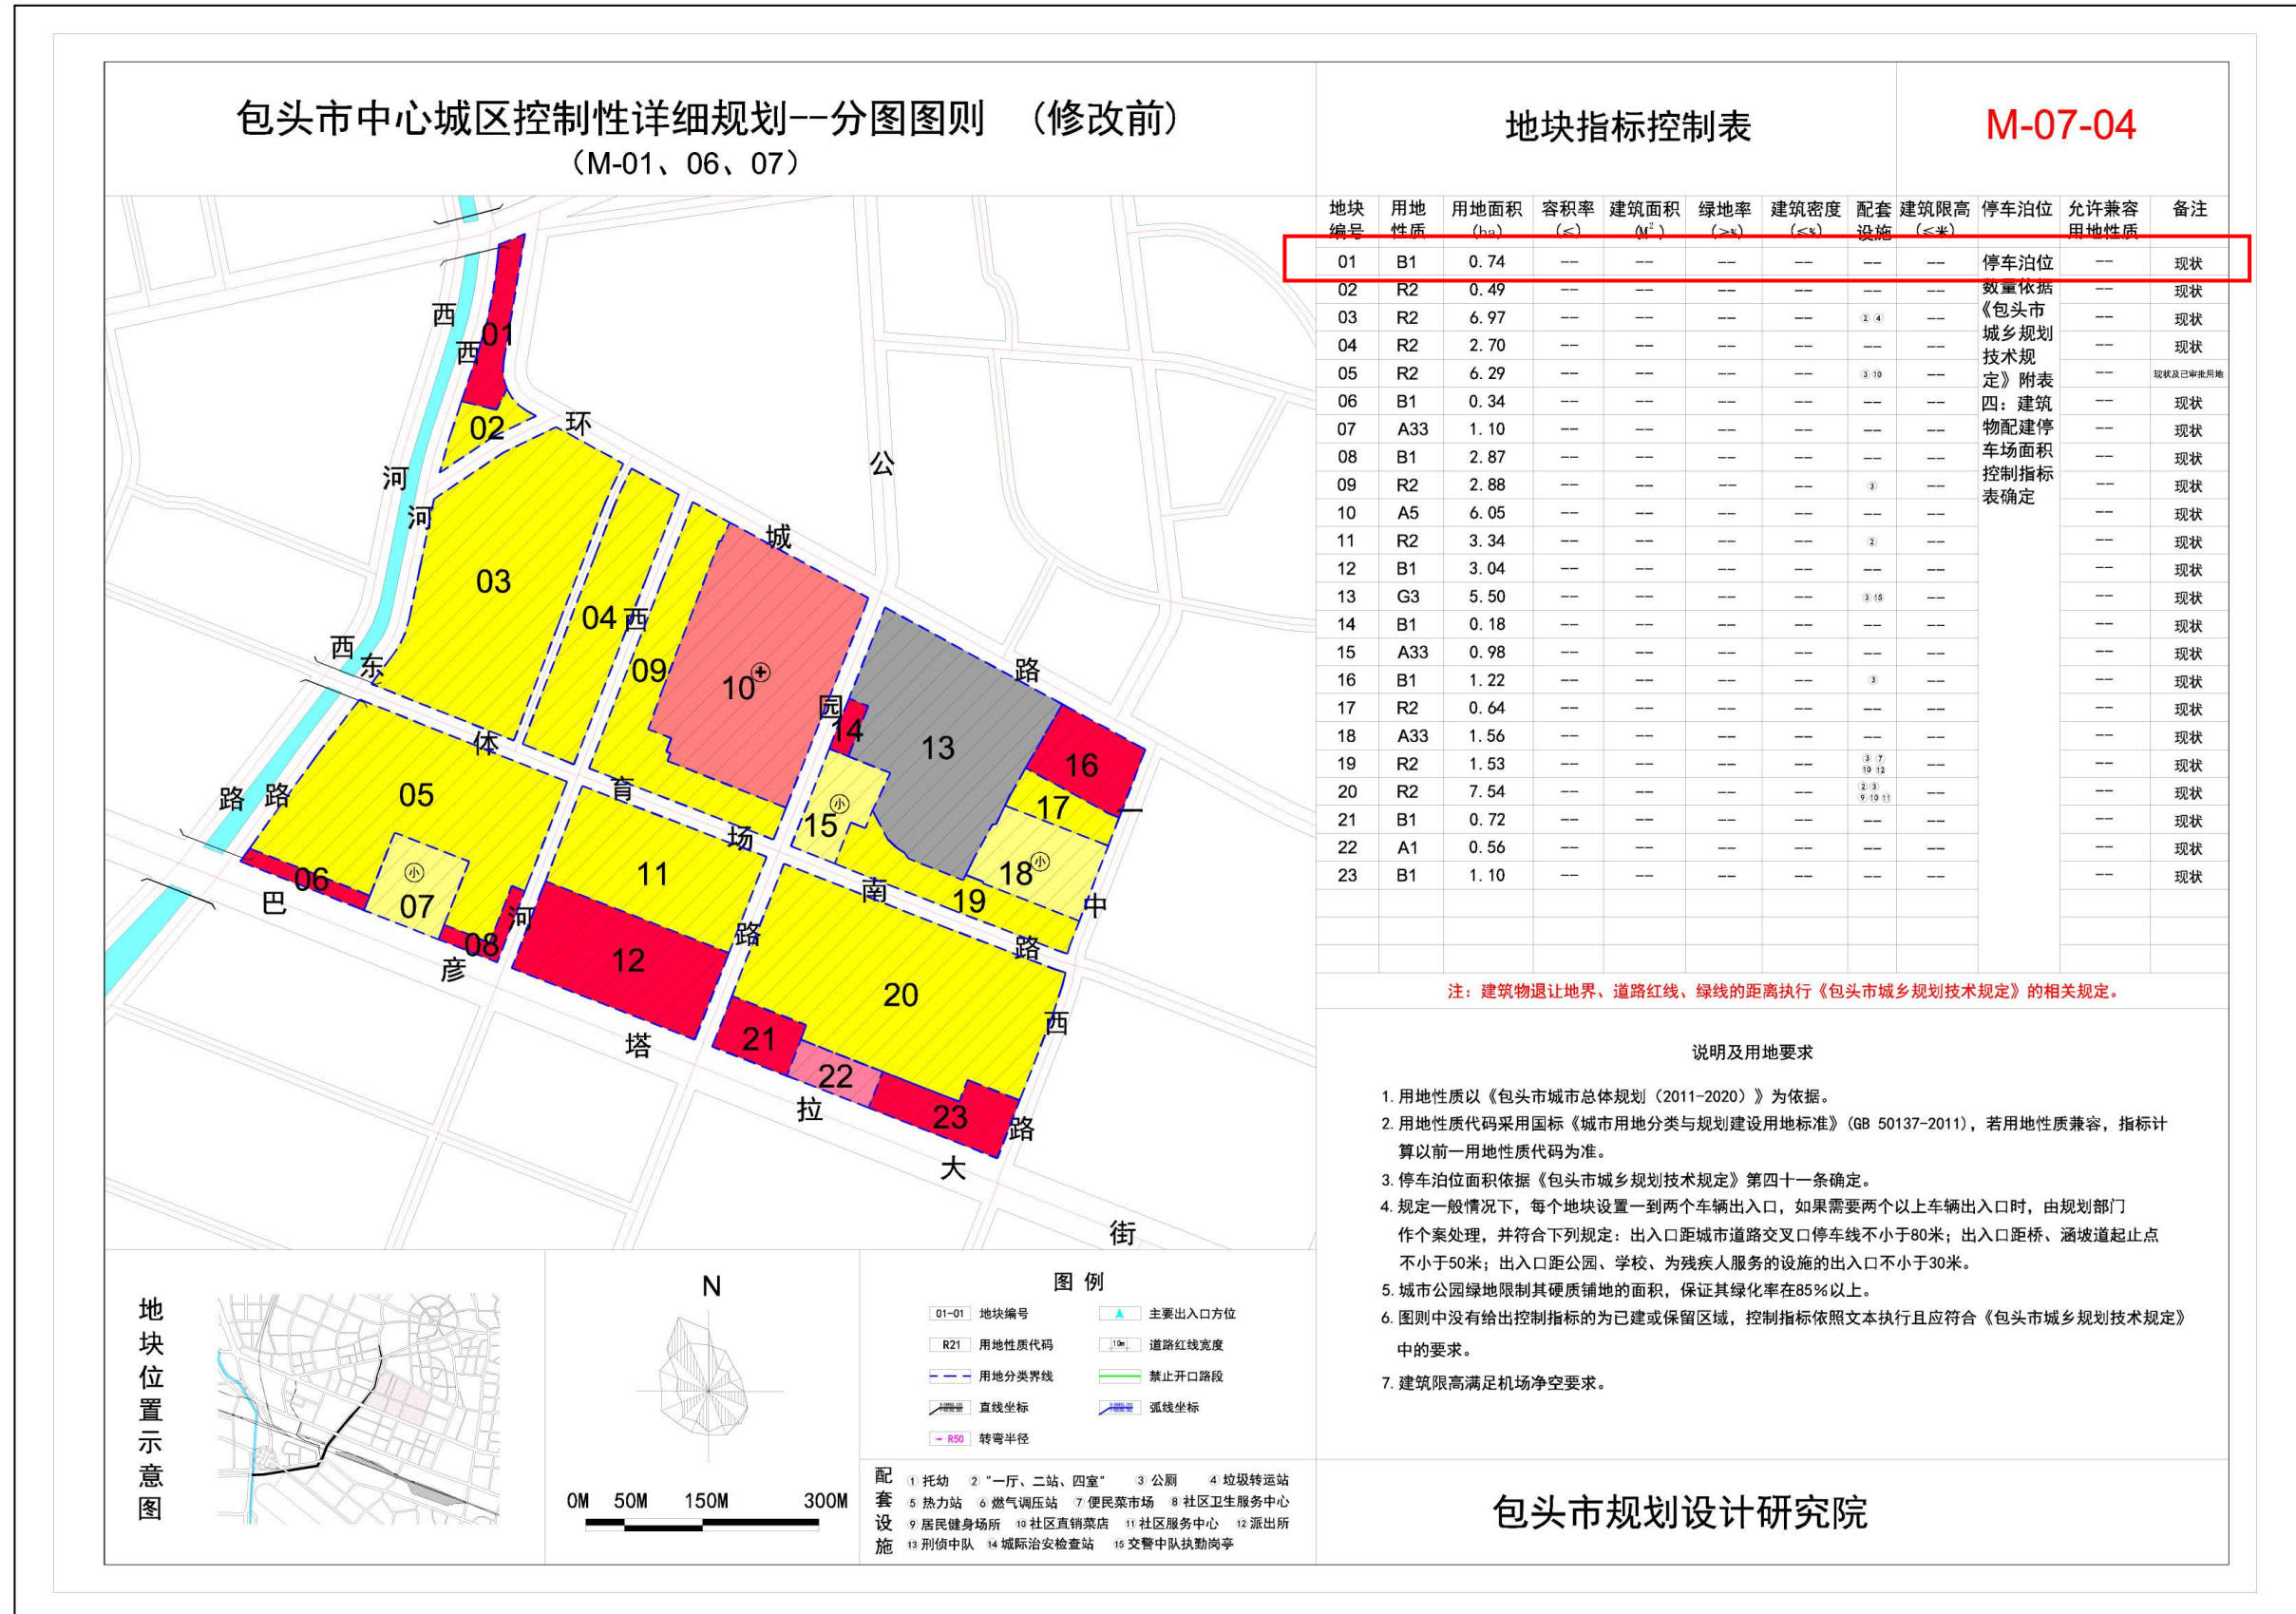 包头市中心城区控制性详细规划--分图图则 （修改前）
（M-01、06、07）
地块指标控制表
M-07-04
地块编号 用地性质 用地面积(ha) 容积率(≤) 建筑面积(M²) 绿地率(≥%) 建筑密度(≤%) 配套设施 建筑限高(≤米) 停车泊位 允许兼容用地性质 备注
01 B1 0.74 -- -- -- -- -- -- -- 现状
02 R2 0.49 -- -- -- -- -- -- -- 现状
03 R2 6.97 -- -- -- -- ②④ -- -- 现状
04 R2 2.70 -- -- -- -- -- -- -- 现状
05 R2 6.29 -- -- -- -- ③⑩ -- -- 现状及已审批用地
06 B1 0.34 -- -- -- -- -- -- -- 现状
07 A33 1.10 -- -- -- -- -- -- -- 现状
08 B1 2.87 -- -- -- -- -- -- -- 现状
09 R2 2.88 -- -- -- -- ③ -- -- 现状
10 A5 6.05 -- -- -- -- -- -- -- 现状
11 R2 3.34 -- -- -- -- ② -- -- 现状
12 B1 3.04 -- -- -- -- -- -- -- 现状
13 G3 5.50 -- -- -- -- ③⑮ -- -- 现状
14 B1 0.18 -- -- -- -- -- -- -- 现状
15 A33 0.98 -- -- -- -- -- -- -- 现状
16 B1 1.22 -- -- -- -- ③ -- -- 现状
17 R2 0.64 -- -- -- -- -- -- -- 现状
18 A33 1.56 -- -- -- -- -- -- -- 现状
19 R2 1.53 -- -- -- -- ③⑦⑩⑫ -- -- 现状
20 R2 7.54 -- -- -- -- ②③⑨⑩⑪ -- -- 现状
21 B1 0.72 -- -- -- -- -- -- -- 现状
22 A1 0.56 -- -- -- -- -- -- -- 现状
23 B1 1.10 -- -- -- -- -- -- -- 现状
停车泊位
数量依据
《包头市
城乡规划
技术规
定》附表
四：建筑
物配建停
车场面积
控制指标
表确定
注：建筑物退让地界、道路红线、绿线的距离执行《包头市城乡规划技术规定》的相关规定。
说明及用地要求
1. 用地性质以《包头市城市总体规划（2011-2020）》为依据。
2. 用地性质代码采用国标《城市用地分类与规划建设用地标准》(GB 50137-2011)，若用地性质兼容，指标计
算以前一用地性质代码为准。
3. 停车泊位面积依据《包头市城乡规划技术规定》第四十一条确定。
4. 规定一般情况下，每个地块设置一到两个车辆出入口，如果需要两个以上车辆出入口时，由规划部门
作个案处理，并符合下列规定：出入口距城市道路交叉口停车线不小于80米；出入口距桥、涵坡道起止点
不小于50米；出入口距公园、学校、为残疾人服务的设施的出入口不小于30米。
5. 城市公园绿地限制其硬质铺地的面积，保证其绿化率在85%以上。
6. 图则中没有给出控制指标的为已建或保留区域，控制指标依照文本执行且应符合《包头市城乡规划技术规定》
中的要求。
7. 建筑限高满足机场净空要求。
包头市规划设计研究院
西河路
西河东路
西环城路
公园路
西河路
体育场南路
巴彦塔拉大街
中一西路
01
02
03
04
05
06
07 小
08
09
10
11
12
13
14
15 小
16
17
18 小
19
20
21
22
23
地块位置示意图
N
0M 50M 150M 300M
图 例
01-01 地块编号
主要出入口方位
R21 用地性质代码
10m 道路红线宽度
用地分类界线
禁止开口路段
直线坐标
弧线坐标
R50 转弯半径
配套设施
① 托幼 ② "一厅、二站、四室" ③ 公厕 ④ 垃圾转运站
⑤ 热力站 ⑥ 燃气调压站 ⑦ 便民菜市场 ⑧ 社区卫生服务中心
⑨ 居民健身场所 ⑩ 社区直销菜店 ⑪ 社区服务中心 ⑫ 派出所
⑬ 刑侦中队 ⑭ 城际治安检查站 ⑮ 交警中队执勤岗亭